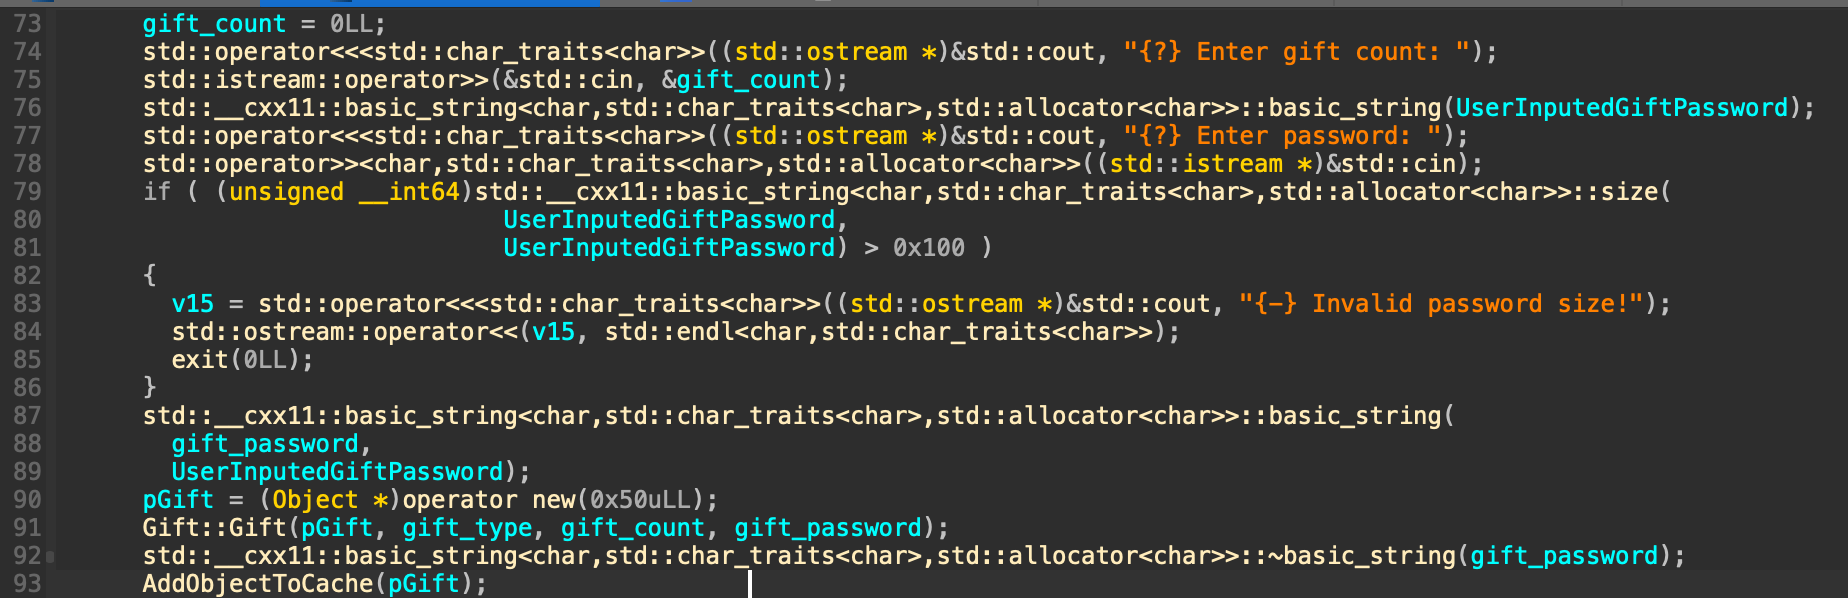 73 gift_count = 0LL;
74 std::operator<<<std::char_traits<char>>((std::ostream *)&std::cout, "{?} Enter gift count: ");
75 std::istream::operator>>(&std::cin, &gift_count);
76 std::__cxx11::basic_string<char,std::char_traits<char>,std::allocator<char>>::basic_string(UserInputedGiftPassword);
77 std::operator<<<std::char_traits<char>>((std::ostream *)&std::cout, "{?} Enter password: ");
78 std::operator>><char,std::char_traits<char>,std::allocator<char>>((std::istream *)&std::cin);
79 if ( (unsigned __int64)std::__cxx11::basic_string<char,std::char_traits<char>,std::allocator<char>>::size(
80 UserInputedGiftPassword,
81 UserInputedGiftPassword) > 0x100 )
82 {
83 v15 = std::operator<<<std::char_traits<char>>((std::ostream *)&std::cout, "{-} Invalid password size!");
84 std::ostream::operator<<(v15, std::endl<char,std::char_traits<char>>);
85 exit(0LL);
86 }
87 std::__cxx11::basic_string<char,std::char_traits<char>,std::allocator<char>>::basic_string(
88 gift_password,
89 UserInputedGiftPassword);
90 pGift = (Object *)operator new(0x50uLL);
91 Gift::Gift(pGift, gift_type, gift_count, gift_password);
92 std::__cxx11::basic_string<char,std::char_traits<char>,std::allocator<char>>::~basic_string(gift_password);
93 AddObjectToCache(pGift);